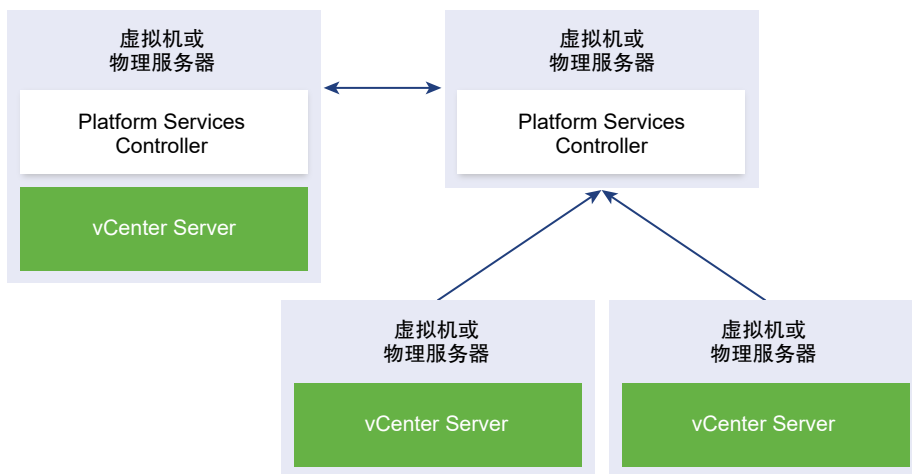 虚拟机或
物理服务器
Platform Services
Controller
vCenter Server
虚拟机或
物理服务器
Platform Services
Controller
虚拟机或
物理服务器
vCenter Server
虚拟机或
物理服务器
vCenter Server